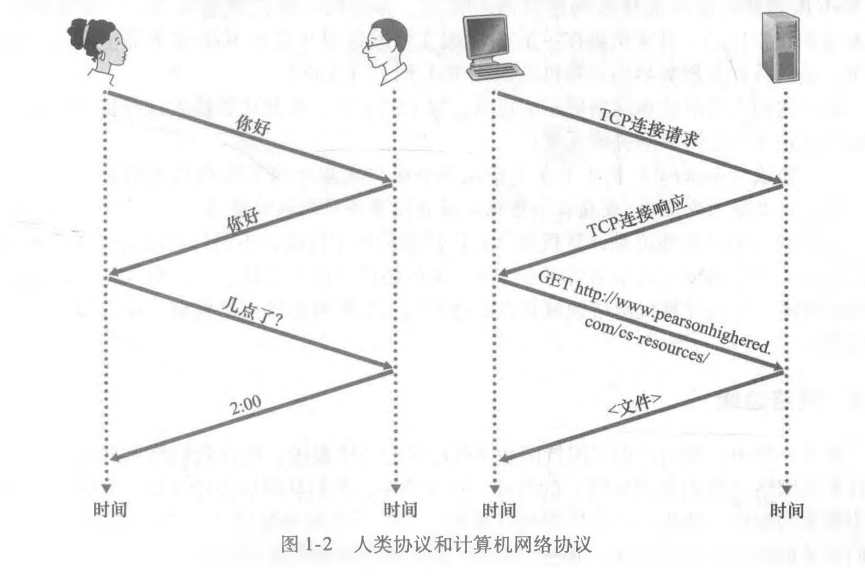 你好
你好
几点了?
2:00
时间
时间
TCP连接请求
TCP连接响应
GET http://www.pearsonhighered.
com/cs-resources/
<文件>
时间
时间
图1-2 人类协议和计算机网络协议